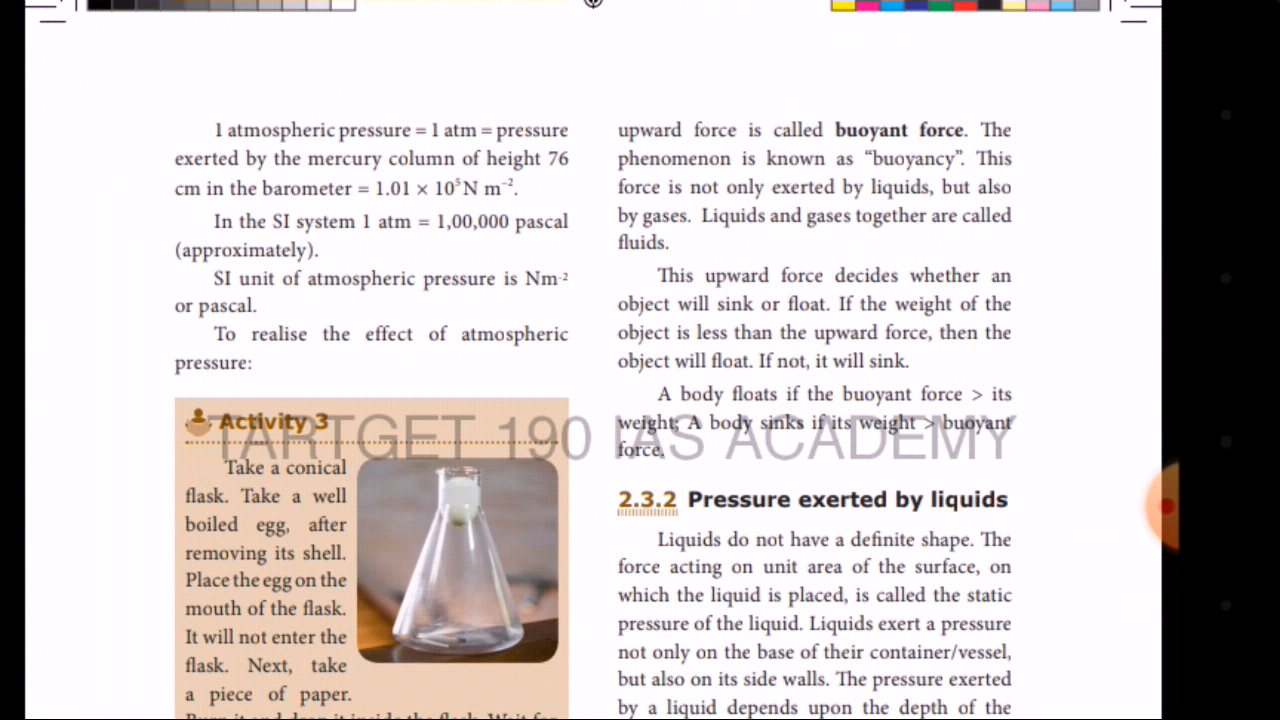 1 atmospheric pressure = 1 atm = pressure
exerted by the mercury column of height 76
cm in the barometer = 1.01 × 10⁵N m⁻².
In the SI system 1 atm = 1,00,000 pascal
(approximately).
SI unit of atmospheric pressure is Nm⁻²
or pascal.
To realise the effect of atmospheric
pressure:
Activity 3
Take a conical
flask. Take a well
boiled egg, after
removing its shell.
Place the egg on the
mouth of the flask.
It will not enter the
flask. Next, take
a piece of paper.
Burn it and drop it inside the flask. Wait for
upward force is called buoyant force. The
phenomenon is known as “buoyancy”. This
force is not only exerted by liquids, but also
by gases. Liquids and gases together are called
fluids.
This upward force decides whether an
object will sink or float. If the weight of the
object is less than the upward force, then the
object will float. If not, it will sink.
A body floats if the buoyant force > its
weight; A body sinks if its weight > buoyant
force.
TARTGET 190 IAS ACADEMY
2.3.2 Pressure exerted by liquids
Liquids do not have a definite shape. The
force acting on unit area of the surface, on
which the liquid is placed, is called the static
pressure of the liquid. Liquids exert a pressure
not only on the base of their container/vessel,
but also on its side walls. The pressure exerted
by a liquid depends upon the depth of the